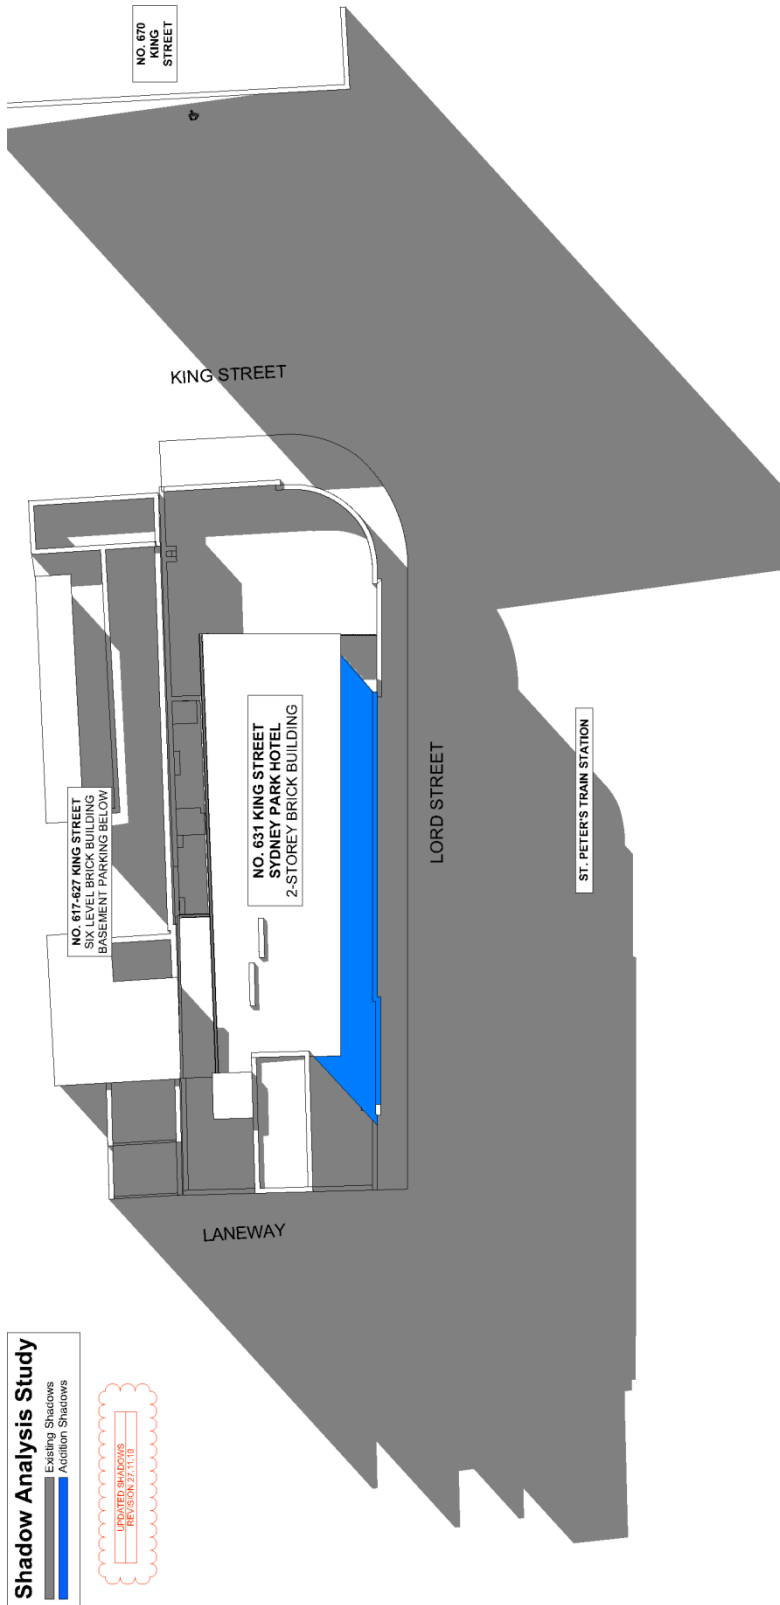 NO. 670
KING
STREET
KING STREET
NO. 617-627 KING STREET
SIX LEVEL BRICK BUILDING
BASEMENT PARKING BELOW
NO. 631 KING STREET
SYDNEY PARK HOTEL
2-STOREY BRICK BUILDING
LORD STREET
ST. PETER'S TRAIN STATION
LANEWAY
Shadow Analysis Study
Existing Shadows
Addition Shadows
UPDATED SHADOWS
REVISION 27.11.19